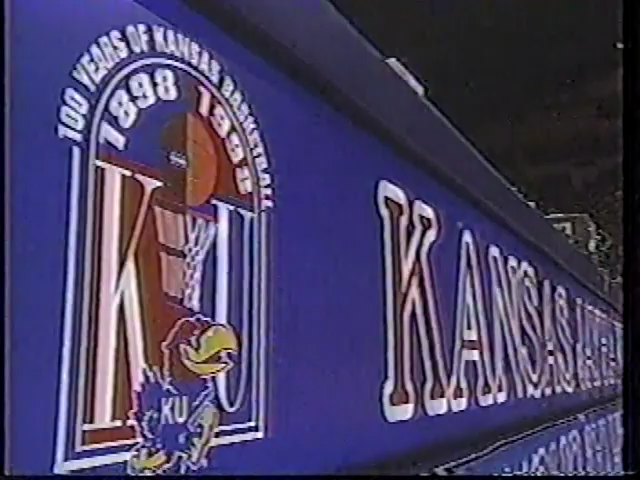 100 YEARS OF KANSAS BASKETBALL
1898 1998
KU
KU
KANSAS